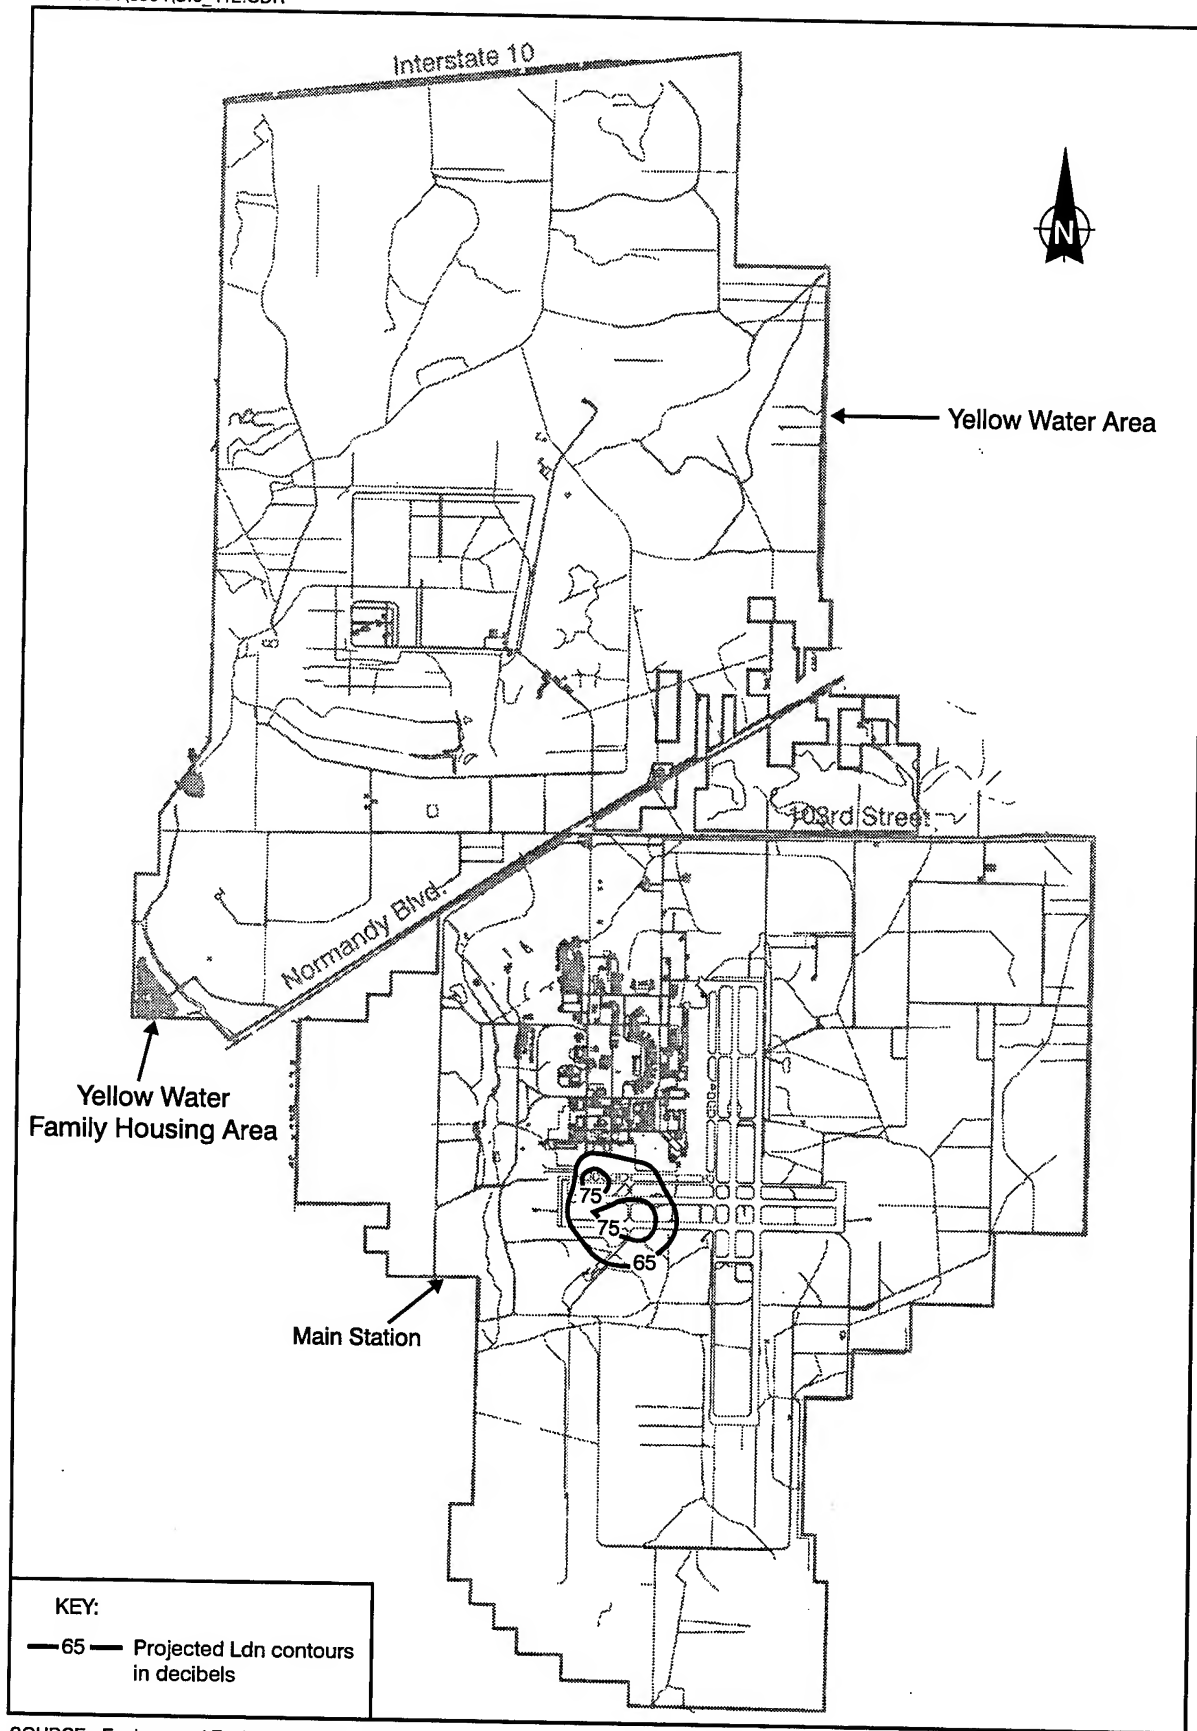 Interstate 10
N
Yellow Water Area
103rd Street
Normandy Blvd.
Yellow Water
Family Housing Area
75
75
65
Main Station
KEY:
65 Projected Ldn contours
in decibels